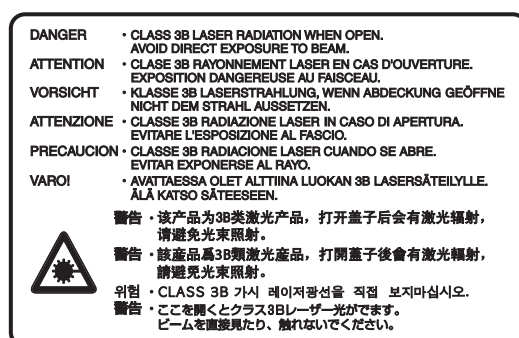 DANGER · CLASS 3B LASER RADIATION WHEN OPEN.
AVOID DIRECT EXPOSURE TO BEAM.
ATTENTION · CLASE 3B RAYONNEMENT LASER EN CAS D'OUVERTURE.
EXPOSITION DANGEREUSE AU FAISCEAU.
VORSICHT · KLASSE 3B LASERSTRAHLUNG, WENN ABDECKUNG GEÖFFNE
NICHT DEM STRAHL AUSSETZEN.
ATTENZIONE · CLASSE 3B RADIAZIONE LASER IN CASO DI APERTURA.
EVITARE L'ESPOSIZIONE AL FASCIO.
PRECAUCION · CLASSE 3B RADIACIONE LASER CUANDO SE ABRE.
EVITAR EXPONERSE AL RAYO.
VARO! · AVATTAESSA OLET ALTTIINA LUOKAN 3B LASERSÄTEILYLLE.
ÄLÄ KATSO SÄTEESEEN.
警告 · 该产品为3B类激光产品，打开盖子后会有激光辐射，
请避免光束照射。
警告 · 該産品爲3B類激光産品，打開蓋子後會有激光輻射，
請避免光束照射。
위험 · CLASS 3B 가시 레이저광선을 직접 보지마십시오.
警告 · ここを開くとクラス3Bレーザー光がでます。
ビームを直接見たり、触れないでください。